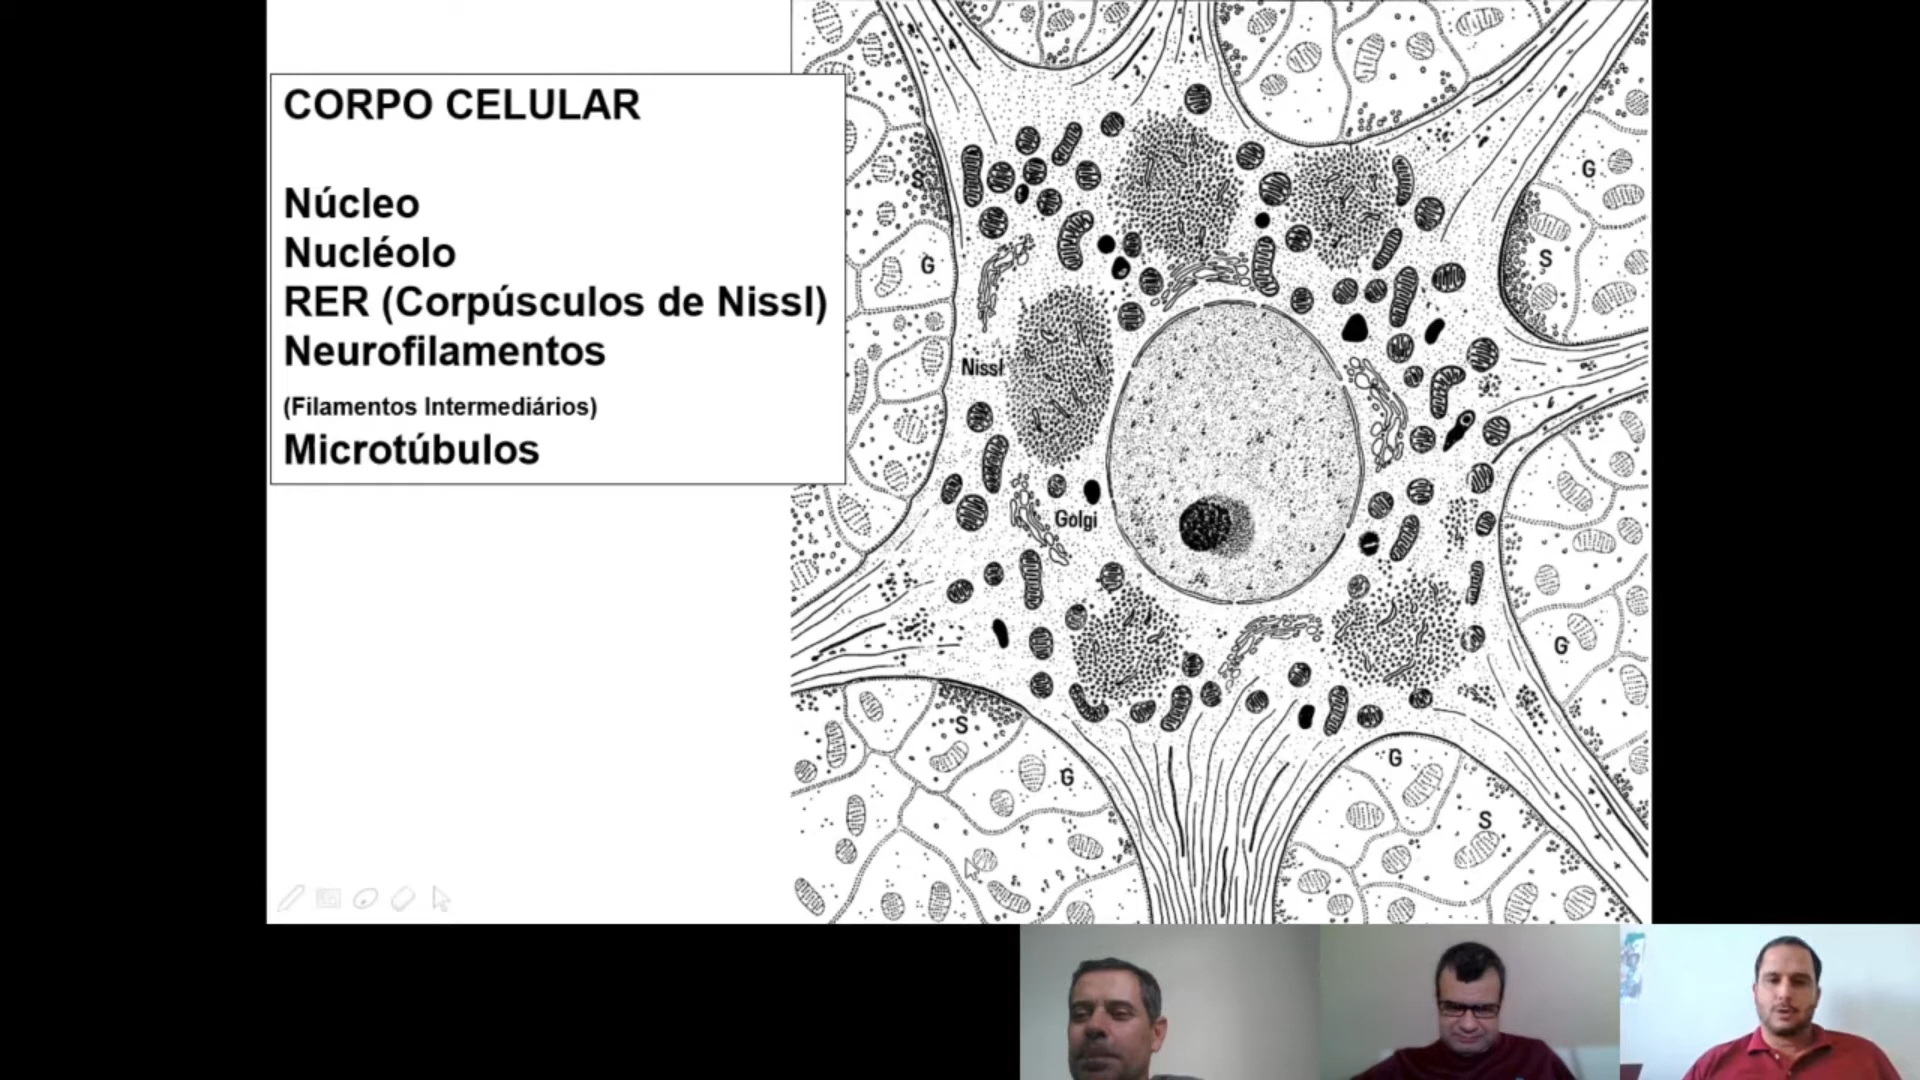 CORPO CELULAR
Núcleo
Nucléolo
RER (Corpúsculos de Nissl)
Neurofilamentos
(Filamentos Intermediários)
Microtúbulos
S
G
Nissl
Golgi
G
S
G
S
G
G
S